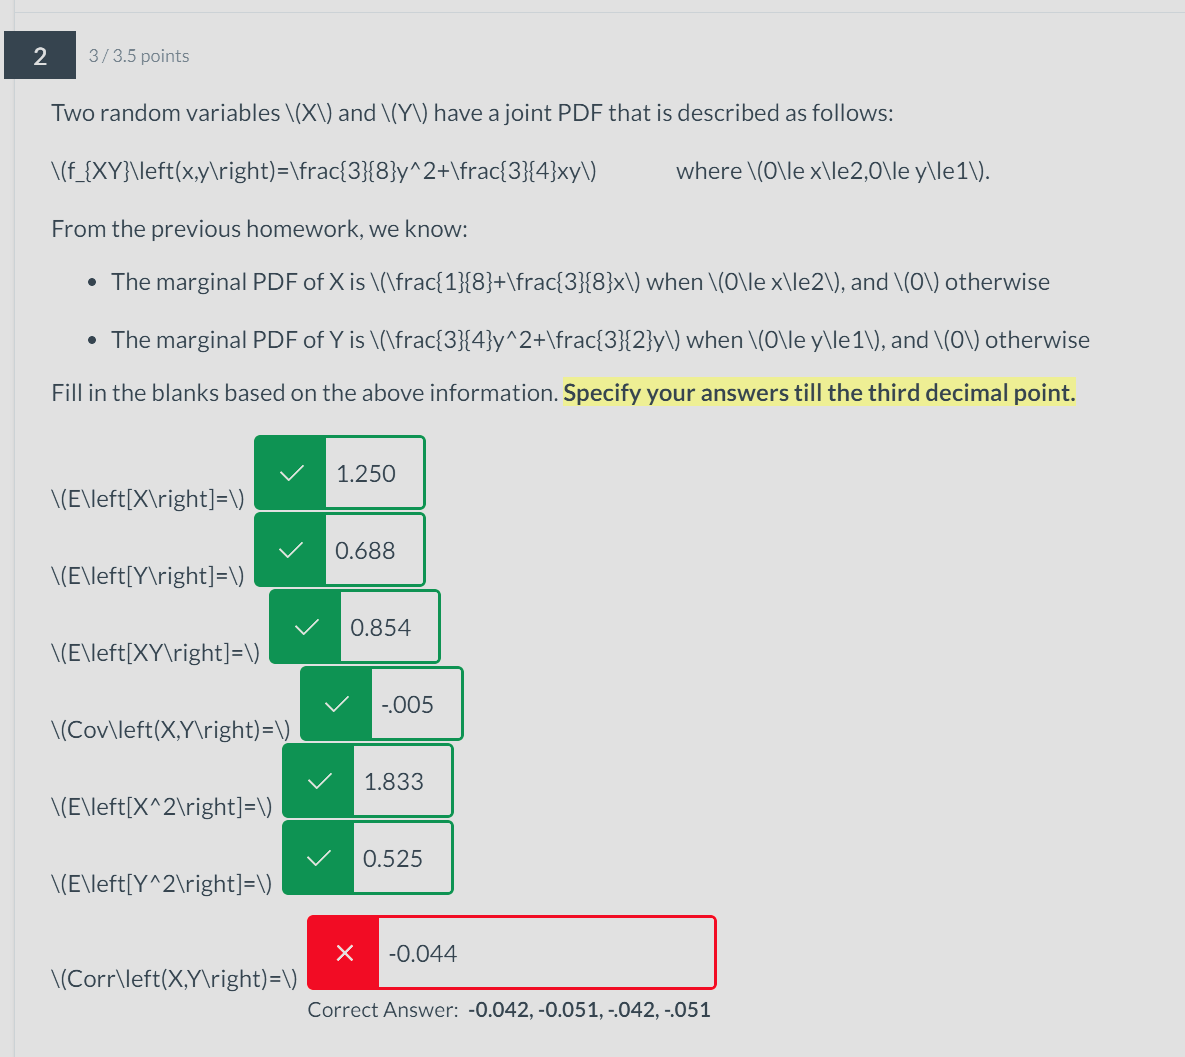 2
3 / 3.5 points
Two random variables \(X\) and \(Y\) have a joint PDF that is described as follows:
\(f_{XY}\left(x,y\right)=\frac{3}{8}y^2+\frac{3}{4}xy\) where \(0\le x\le2,0\le y\le1\).
From the previous homework, we know:
• The marginal PDF of X is \(\frac{1}{8}+\frac{3}{8}x\) when \(0\le x\le2\), and \(0\) otherwise
• The marginal PDF of Y is \(\frac{3}{4}y^2+\frac{3}{2}y\) when \(0\le y\le1\), and \(0\) otherwise
Fill in the blanks based on the above information. Specify your answers till the third decimal point.
\(E\left[X\right]=\) 1.250
\(E\left[Y\right]=\) 0.688
\(E\left[XY\right]=\) 0.854
\(Cov\left(X,Y\right)=\) -.005
\(E\left[X^2\right]=\) 1.833
\(E\left[Y^2\right]=\) 0.525
\(Corr\left(X,Y\right)=\) -0.044
Correct Answer: -0.042, -0.051, -.042, -.051